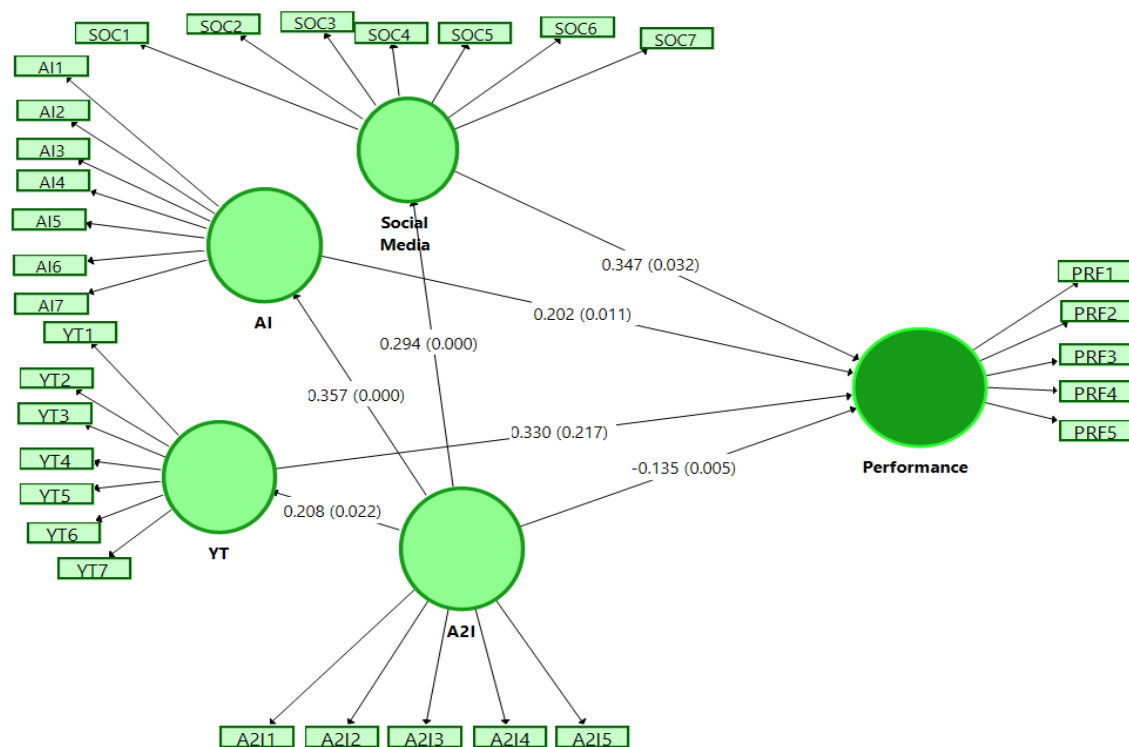 SOC1
SOC2
SOC3
SOC4
SOC5
SOC6
SOC7
AI1
AI2
AI3
AI4
AI5
AI6
AI7
Social
Media
AI
YT1
YT2
YT3
YT4
YT5
YT6
YT7
YT
A2I
A2I1
A2I2
A2I3
A2I4
A2I5
0.347 (0.032)
0.202 (0.011)
0.294 (0.000)
0.357 (0.000)
0.330 (0.217)
-0.135 (0.005)
0.208 (0.022)
PRF1
PRF2
PRF3
PRF4
PRF5
Performance